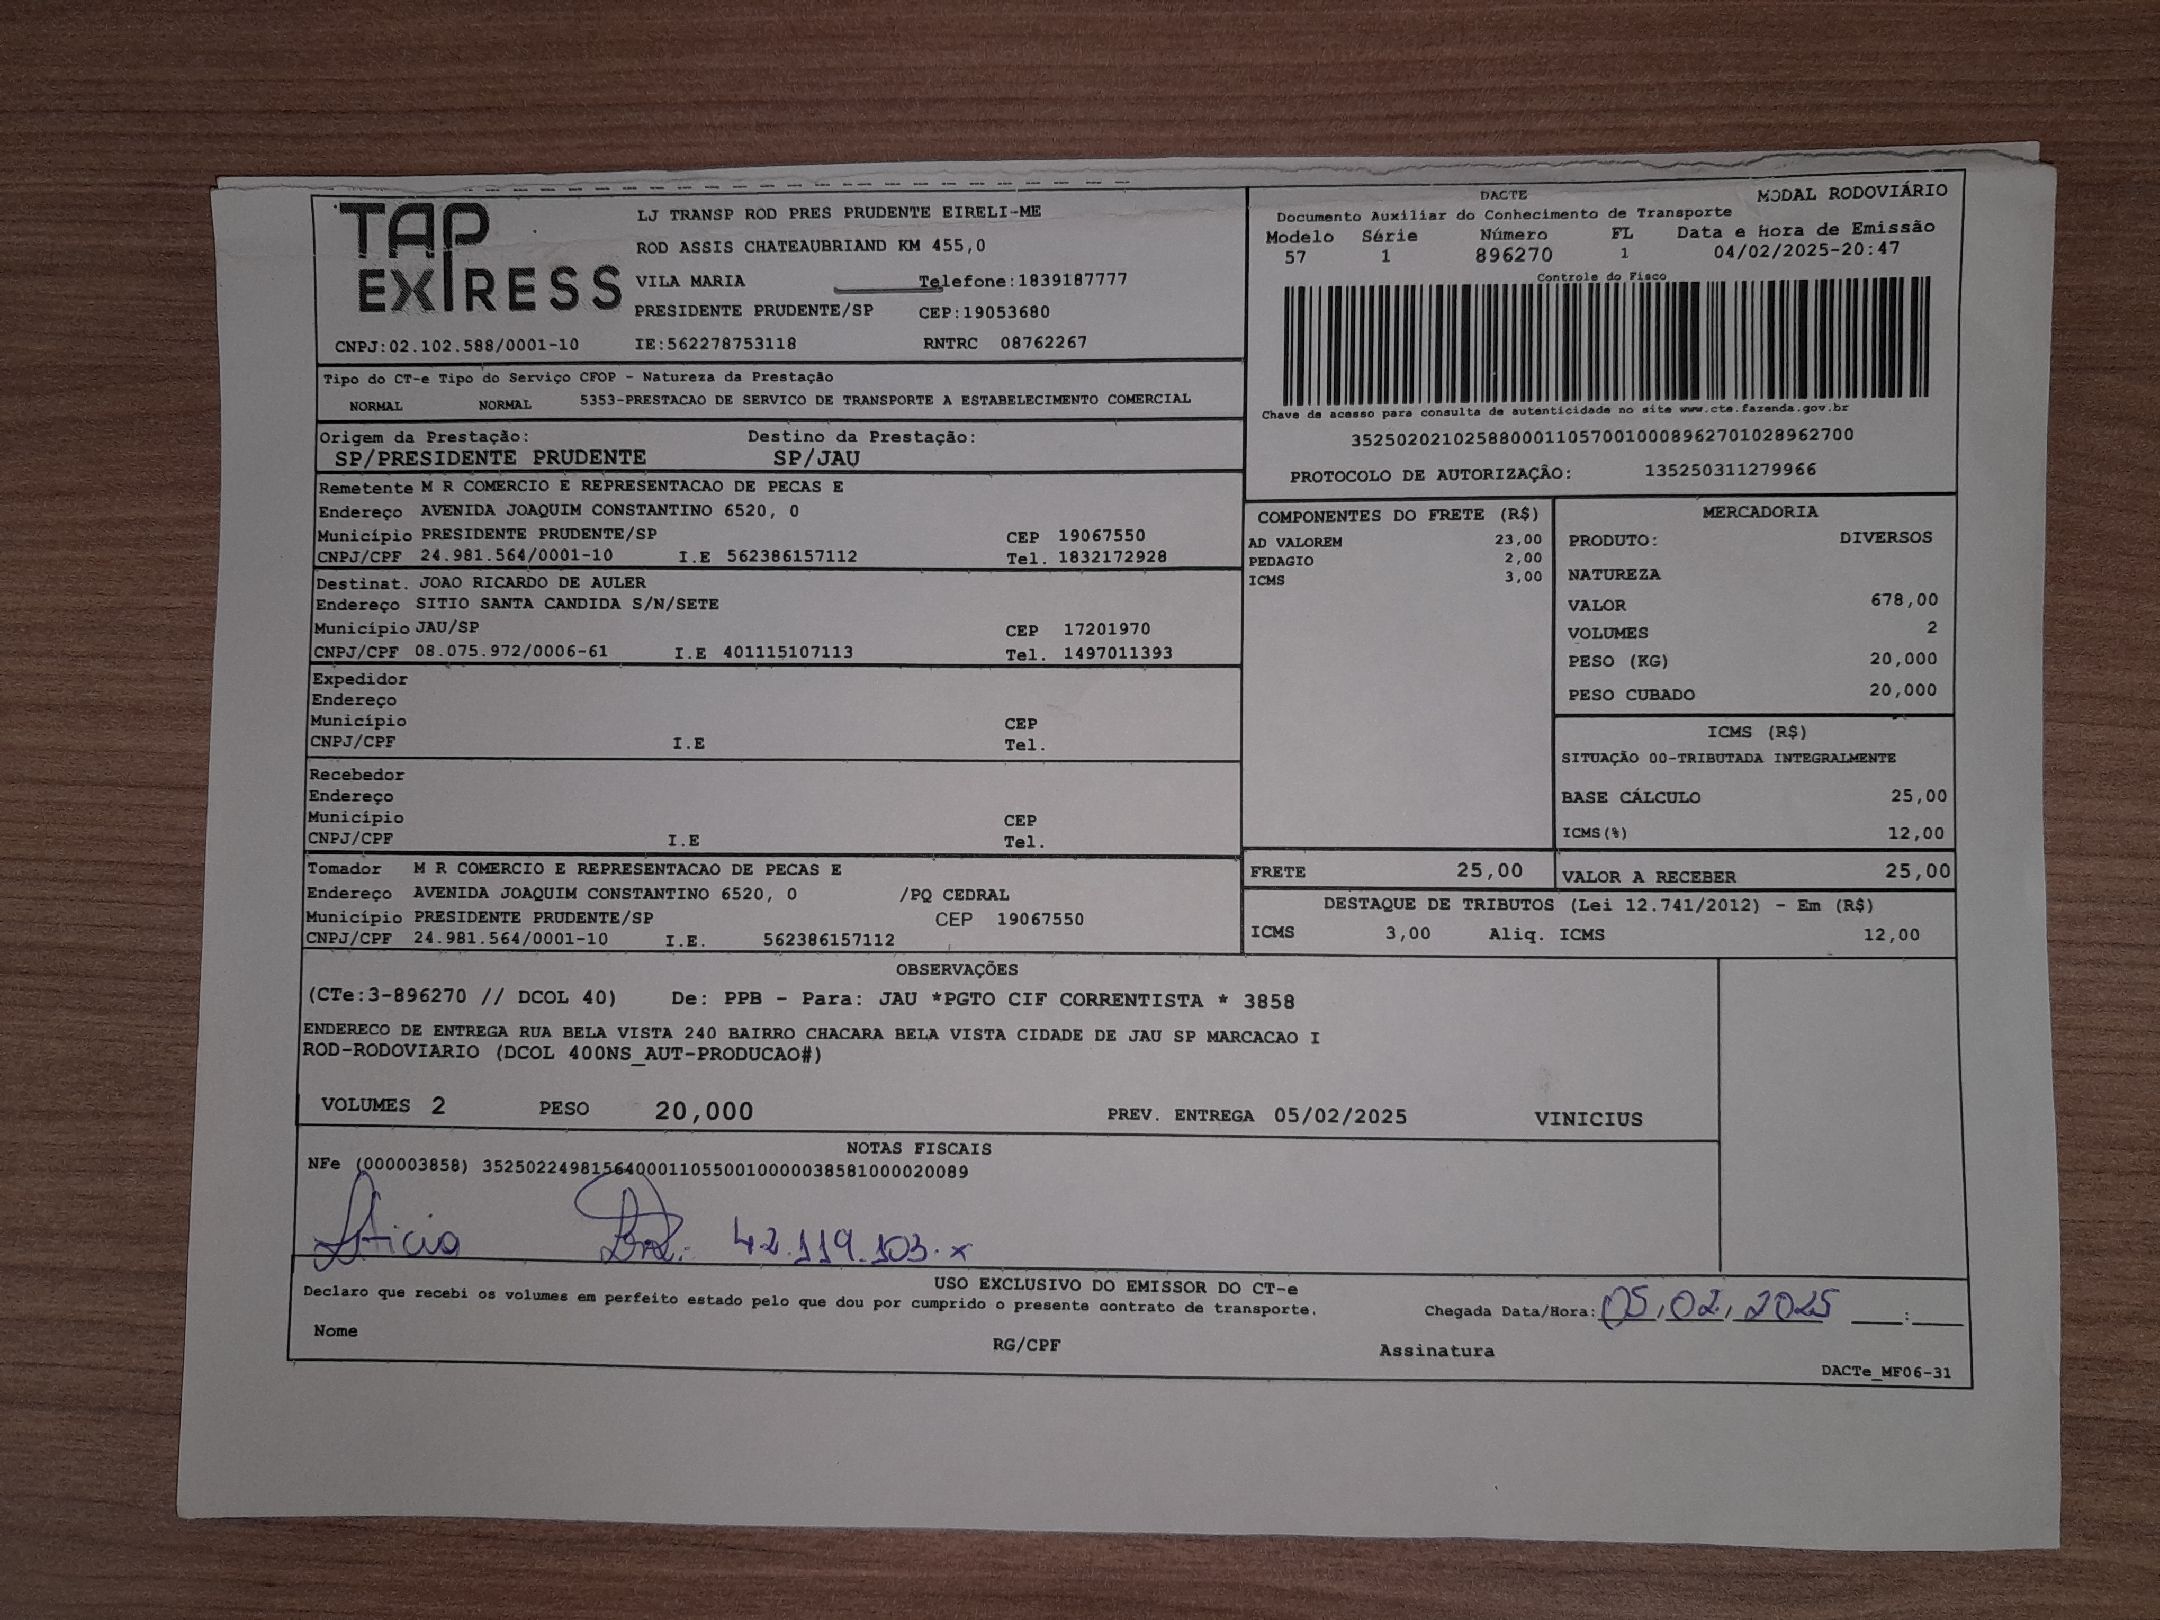 TAP
EXPRESS
LJ TRANSP ROD PRES PRUDENTE EIRELI-ME
ROD ASSIS CHATEAUBRIAND KM 455,0
VILA MARIA Telefone:1839187777
PRESIDENTE PRUDENTE/SP CEP:19053680
CNPJ:02.102.588/0001-10 IE:562278753118 RNTRC 08762267
DACTE MODAL RODOVIÁRIO
Documento Auxiliar do Conhecimento de Transporte
Modelo Série Número FL Data e Hora de Emissão
57 1 896270 1 04/02/2025-20:47
Controle do Fisco
Chave de acesso para consulta de autenticidade no site www.cte.fazenda.gov.br
35250202102588000110570010008962701028962700
PROTOCOLO DE AUTORIZAÇÃO: 135250311279966
Tipo do CT-e Tipo do Serviço CFOP - Natureza da Prestação
NORMAL NORMAL 5353-PRESTACAO DE SERVICO DE TRANSPORTE A ESTABELECIMENTO COMERCIAL
Origem da Prestação: Destino da Prestação:
SP/PRESIDENTE PRUDENTE SP/JAU
Remetente M R COMERCIO E REPRESENTACAO DE PECAS E
Endereço AVENIDA JOAQUIM CONSTANTINO 6520, 0
Município PRESIDENTE PRUDENTE/SP CEP 19067550
CNPJ/CPF 24.981.564/0001-10 I.E 562386157112 Tel. 1832172928
Destinat. JOAO RICARDO DE AULER
Endereço SITIO SANTA CANDIDA S/N/SETE
Município JAU/SP CEP 17201970
CNPJ/CPF 08.075.972/0006-61 I.E 401115107113 Tel. 1497011393
Expedidor
Endereço
Município CEP
CNPJ/CPF I.E Tel.
Recebedor
Endereço
Município CEP
CNPJ/CPF I.E Tel.
Tomador M R COMERCIO E REPRESENTACAO DE PECAS E
Endereço AVENIDA JOAQUIM CONSTANTINO 6520, 0 /PQ CEDRAL
Município PRESIDENTE PRUDENTE/SP CEP 19067550
CNPJ/CPF 24.981.564/0001-10 I.E. 562386157112
COMPONENTES DO FRETE (R$)
AD VALOREM 23,00
PEDAGIO 2,00
ICMS 3,00
MERCADORIA
PRODUTO: DIVERSOS
NATUREZA
VALOR 678,00
VOLUMES 2
PESO (KG) 20,000
PESO CUBADO 20,000
ICMS (R$)
SITUAÇÃO 00-TRIBUTADA INTEGRALMENTE
BASE CÁLCULO 25,00
ICMS(%) 12,00
FRETE 25,00 VALOR A RECEBER 25,00
DESTAQUE DE TRIBUTOS (Lei 12.741/2012) - Em (R$)
ICMS 3,00 Aliq. ICMS 12,00
OBSERVAÇÕES
(CTe:3-896270 // DCOL 40) De: PPB - Para: JAU *PGTO CIF CORRENTISTA * 3858
ENDERECO DE ENTREGA RUA BELA VISTA 240 BAIRRO CHACARA BELA VISTA CIDADE DE JAU SP MARCACAO I
ROD-RODOVIARIO (DCOL 400NS_AUT-PRODUCAO#)
VOLUMES 2 PESO 20,000 PREV. ENTREGA 05/02/2025 VINICIUS
NOTAS FISCAIS
NFe (000003858) 35250224981564000110550010000038581000020089
42.119.103.x
USO EXCLUSIVO DO EMISSOR DO CT-e
Declaro que recebi os volumes em perfeito estado pelo que dou por cumprido o presente contrato de transporte.
Chegada Data/Hora: 05,02,2025 ____:____
Nome RG/CPF Assinatura
DACTe_MF06-31